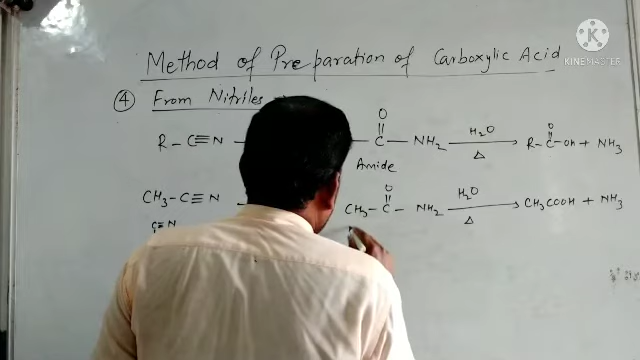 Method of Preparation of Carboxylic Acid
④ From Nitriles
R – C ≡ N – C(=O) – NH2 —H2O/Δ→ R – C(=O) – OH + NH3
Amide
CH3 – C ≡ N – CH3 – C(=O) – NH2 —H2O/Δ→ CH3COOH + NH3
C≡N
KINEMASTER